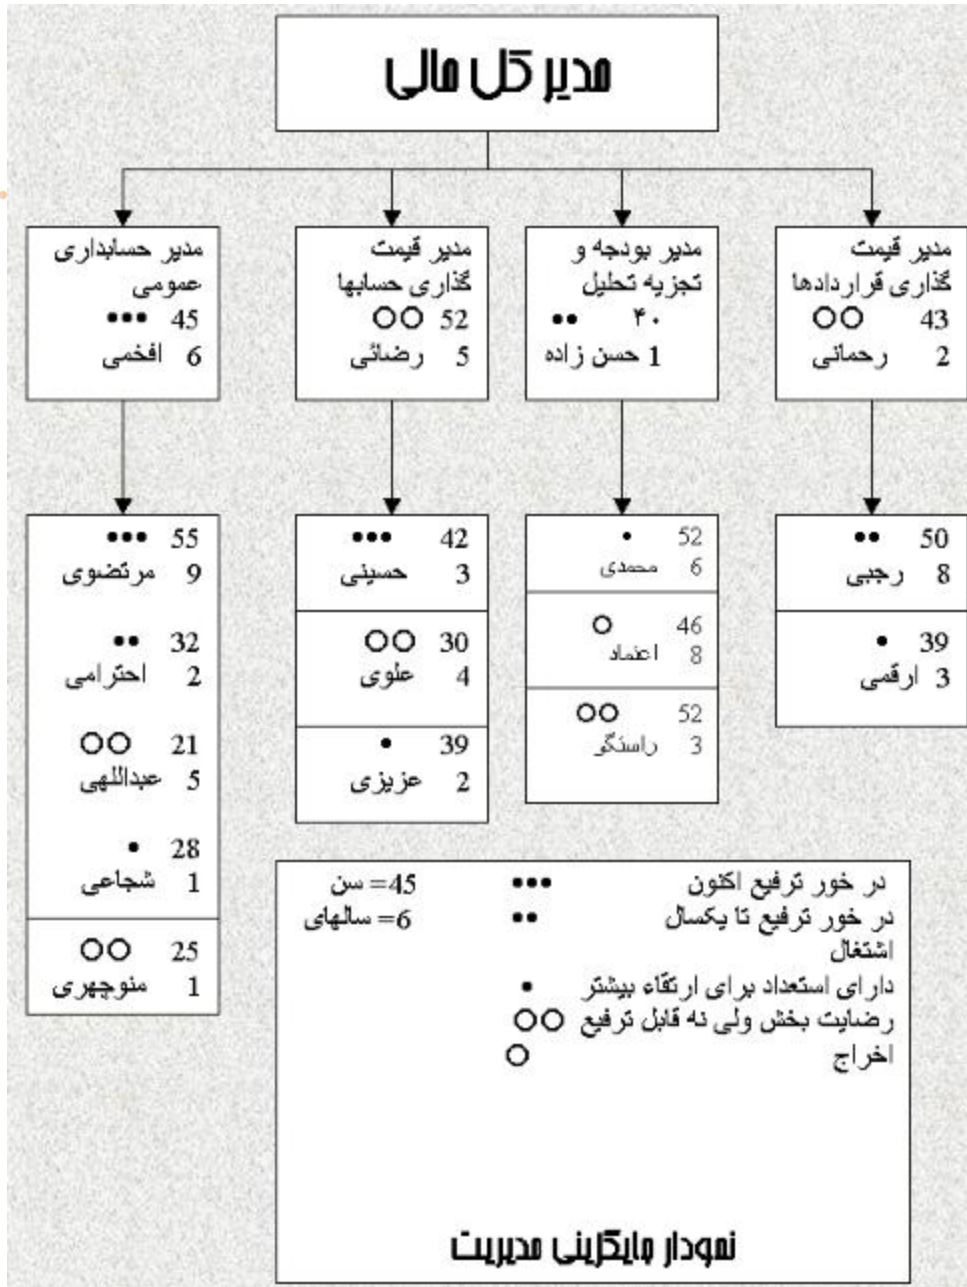 مدیر کل مالی
مدیر قیمت
گذاری قراردادها
43
2 رحمانی
مدیر بودجه و
تجزیه تحلیل
۴۰
1 حسن زاده
مدیر قیمت
گذاری حسابها
52
5 رضائی
مدیر حسابداری
عمومی
45
6 افخمی
50
8 رجبی
39
3 ارقمی
52
6 محمدی
46
8 اعتماد
52
3 راستگو
42
3 حسینی
30
4 علوی
39
2 عزیزی
55
9 مرتضوی
32
2 احترامی
21
5 عبداللهی
28
1 شجاعی
25
1 منوچهری
در خور ترفیع اکنون ••• 45= سن
در خور ترفیع تا یکسال •• 6= سالهای
اشتغال
دارای استعداد برای ارتقاء بیشتر •
رضایت بخش ولی نه قابل ترفیع
اخراج
نمودار جایگزینی مدیریت